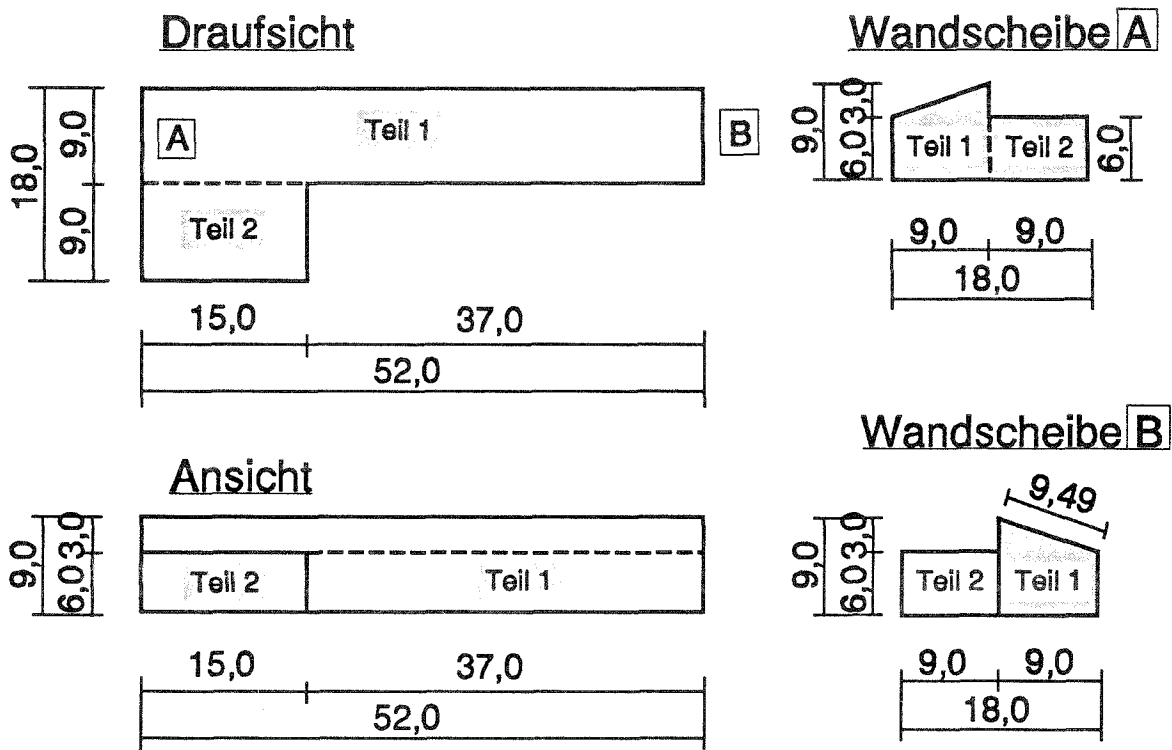 Draufsicht
Wandscheibe A
18,0
9,0
9,0
A
Teil 1
B
Teil 2
15,0
37,0
52,0
9,0
6,0
3,0
Teil 1
Teil 2
6,0
9,0
9,0
18,0
Ansicht
9,0
6,0
3,0
Teil 2
Teil 1
15,0
37,0
52,0
Wandscheibe B
9,49
9,0
6,0
3,0
Teil 2
Teil 1
9,0
9,0
18,0